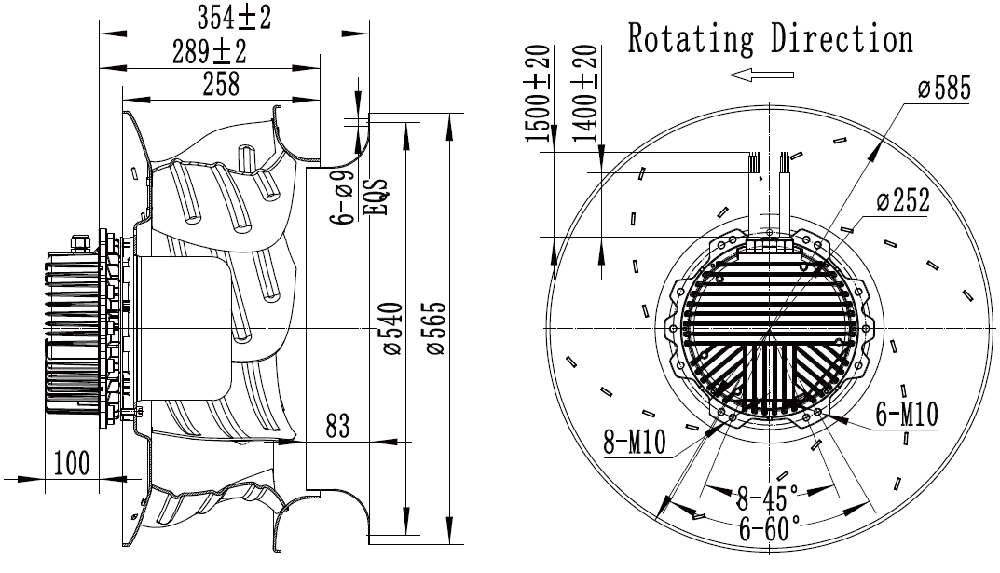 354±2
289±2
258
6-ø9
EQS
ø540
ø565
83
100
Rotating Direction
1500±20
1400±20
ø585
ø252
8-M10
6-M10
8-45°
6-60°